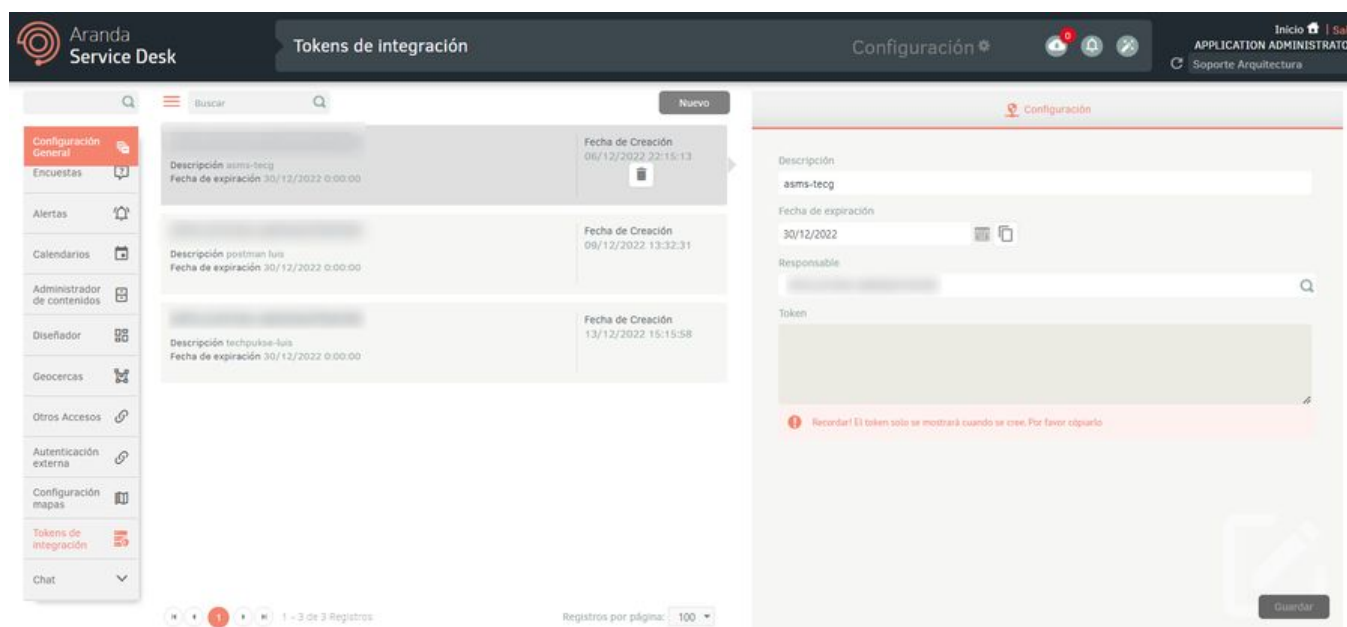 Aranda
Service Desk
Tokens de integración
Configuración
0
Inicio | Sal
APPLICATION ADMINISTRATO
Soporte Arquitectura
Buscar
Nuevo
Configuración
General
Encuestas
Alertas
Calendarios
Administrador
de contenidos
Diseñador
Geocercas
Otros Accesos
Autenticación
externa
Configuración
mapas
Tokens de
integración
Chat
Descripción asms-tecg
Fecha de expiración 30/12/2022 0:00:00
Fecha de Creación
06/12/2022 22:15:13
Descripción postman luis
Fecha de expiración 30/12/2022 0:00:00
Fecha de Creación
09/12/2022 13:32:31
Descripción techpukse-luis
Fecha de expiración 30/12/2022 0:00:00
Fecha de Creación
13/12/2022 15:15:58
1
1 - 3 de 3 Registros
Registros por página: 100
Configuración
Descripción
asms-tecg
Fecha de expiración
30/12/2022
Responsable
Token
Recordar! El token solo se mostrará cuando se cree. Por favor cópiarlo
Guardar